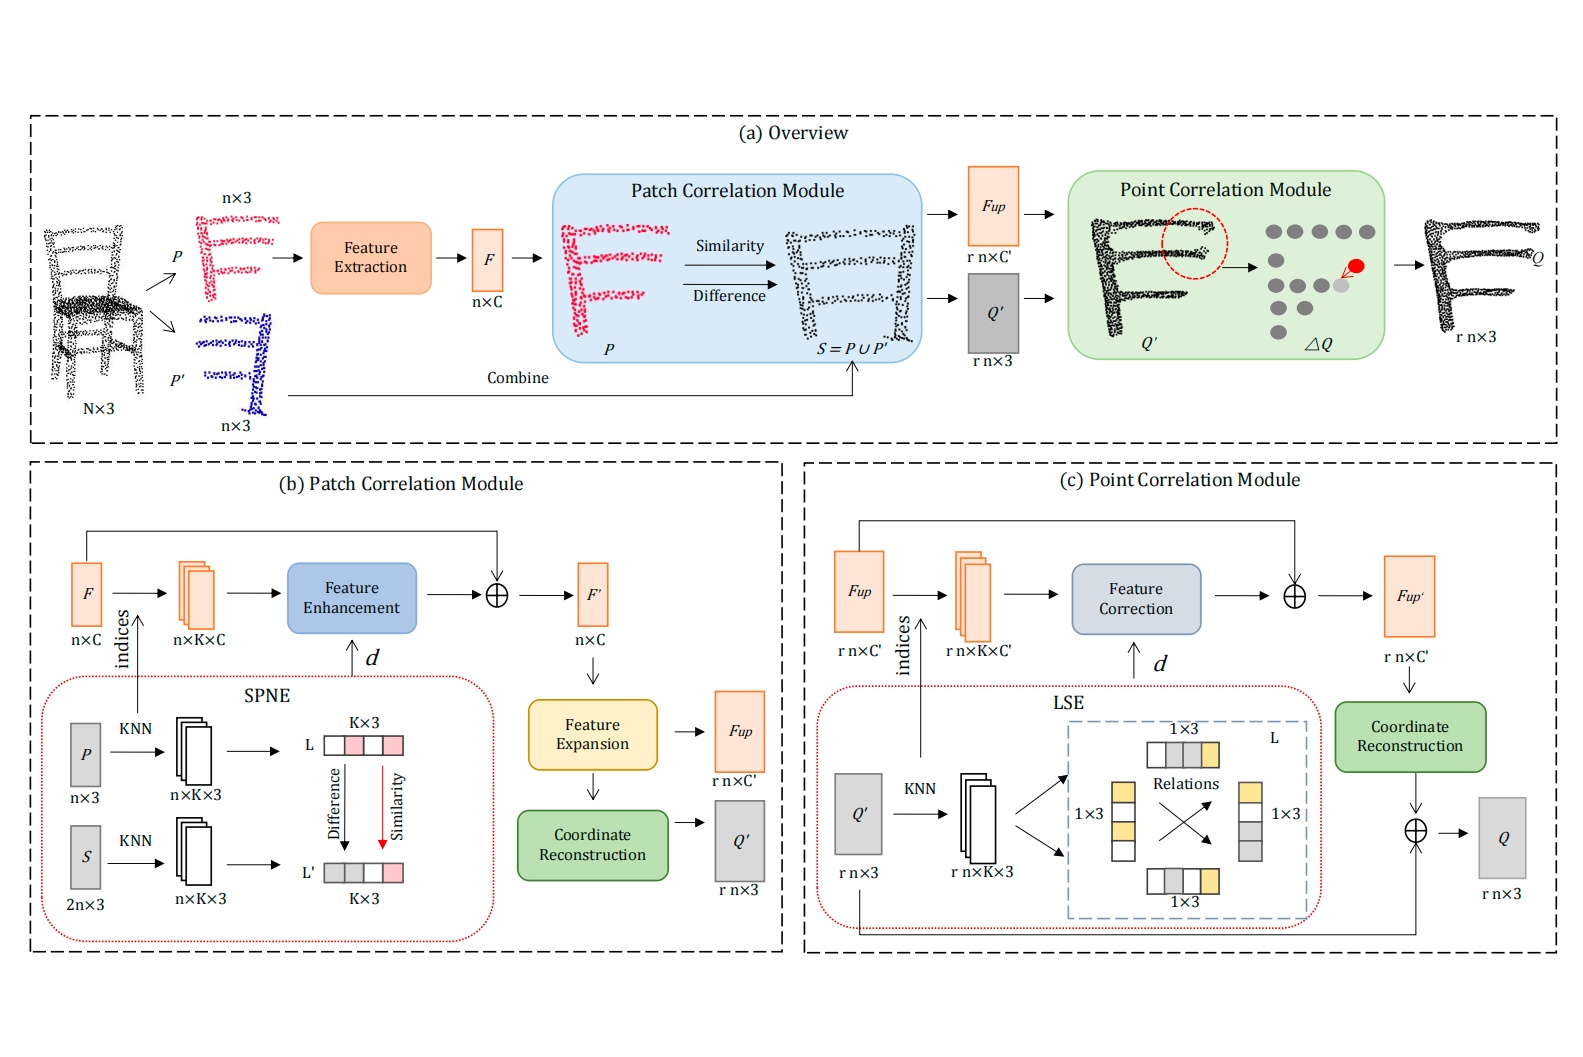 (a) Overview
n×3
P
P'
N×3
n×3
Feature
Extraction
F
n×C
Patch Correlation Module
Similarity
Difference
P
S = P ∪ P'
Combine
Fup
r n×C'
Q'
r n×3
Point Correlation Module
Q'
△Q
Q
r n×3
(b) Patch Correlation Module
F
n×C
n×K×C
indices
Feature
Enhancement
d
F'
n×C
SPNE
P
n×3
KNN
n×K×3
L
K×3
Difference
Similarity
S
2n×3
KNN
n×K×3
L'
K×3
Feature
Expansion
Fup
r n×C'
Coordinate
Reconstruction
Q'
r n×3
(c) Point Correlation Module
Fup
r n×C'
r n×K×C'
indices
Feature
Correction
d
Fup'
r n×C'
LSE
Q'
r n×3
KNN
r n×K×3
1×3
L
Relations
1×3
1×3
1×3
Coordinate
Reconstruction
Q
r n×3